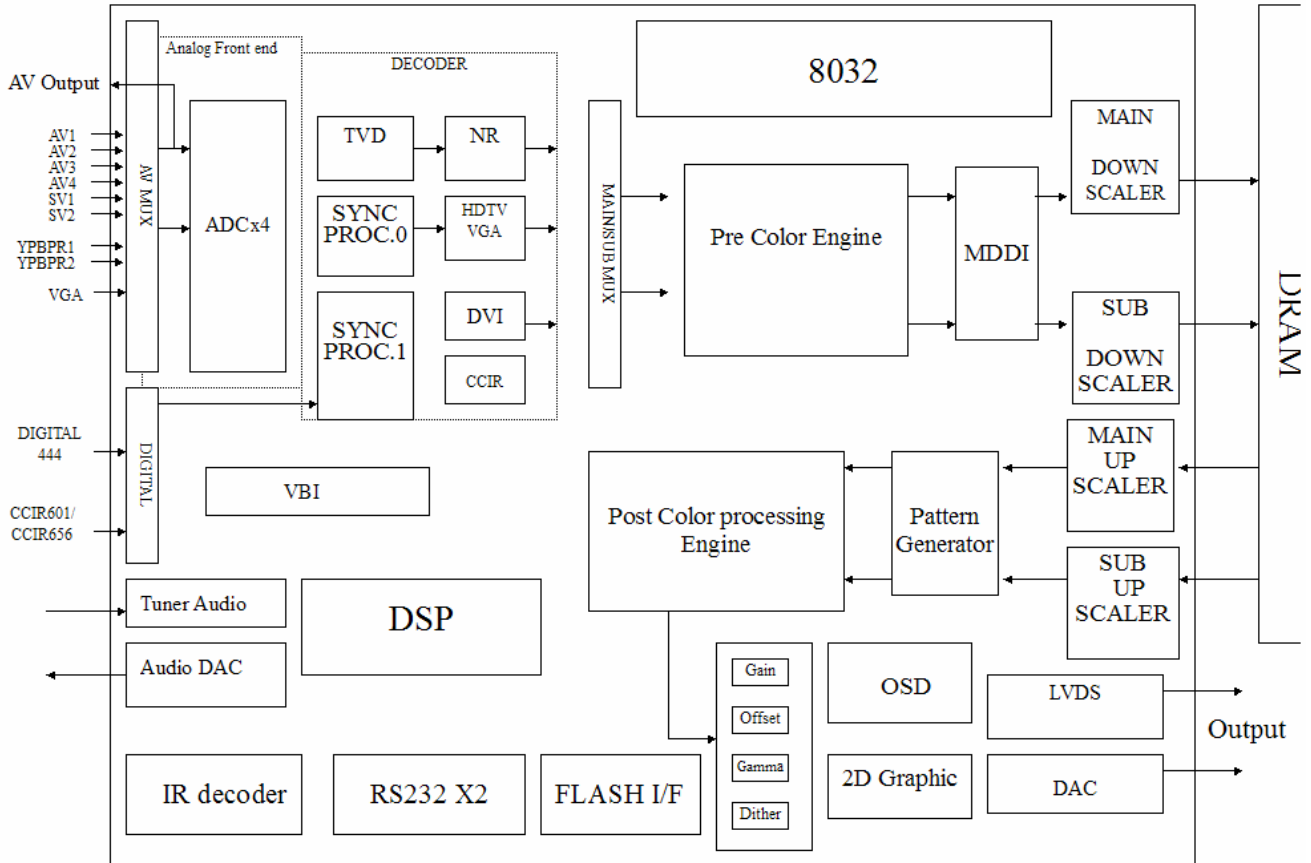 Analog Front end
DECODER
8032
AV Output
AV1
AV2
AV3
AV4
SV1
SV2
YPBPR1
YPBPR2
VGA
AV MUX
ADCx4
TVD
NR
SYNC
PROC.0
HDTV
VGA
SYNC
PROC.1
DVI
CCIR
MAIN/SUB MUX
Pre Color Engine
MDDI
MAIN
DOWN
SCALER
SUB
DOWN
SCALER
DRAM
DIGITAL
444
CCIR601/
CCIR656
DIGITAL
VBI
Post Color processing
Engine
Pattern
Generator
MAIN
UP
SCALER
SUB
UP
SCALER
Tuner Audio
Audio DAC
DSP
Gain
Offset
Gamma
Dither
OSD
2D Graphic
LVDS
DAC
Output
IR decoder
RS232 X2
FLASH I/F